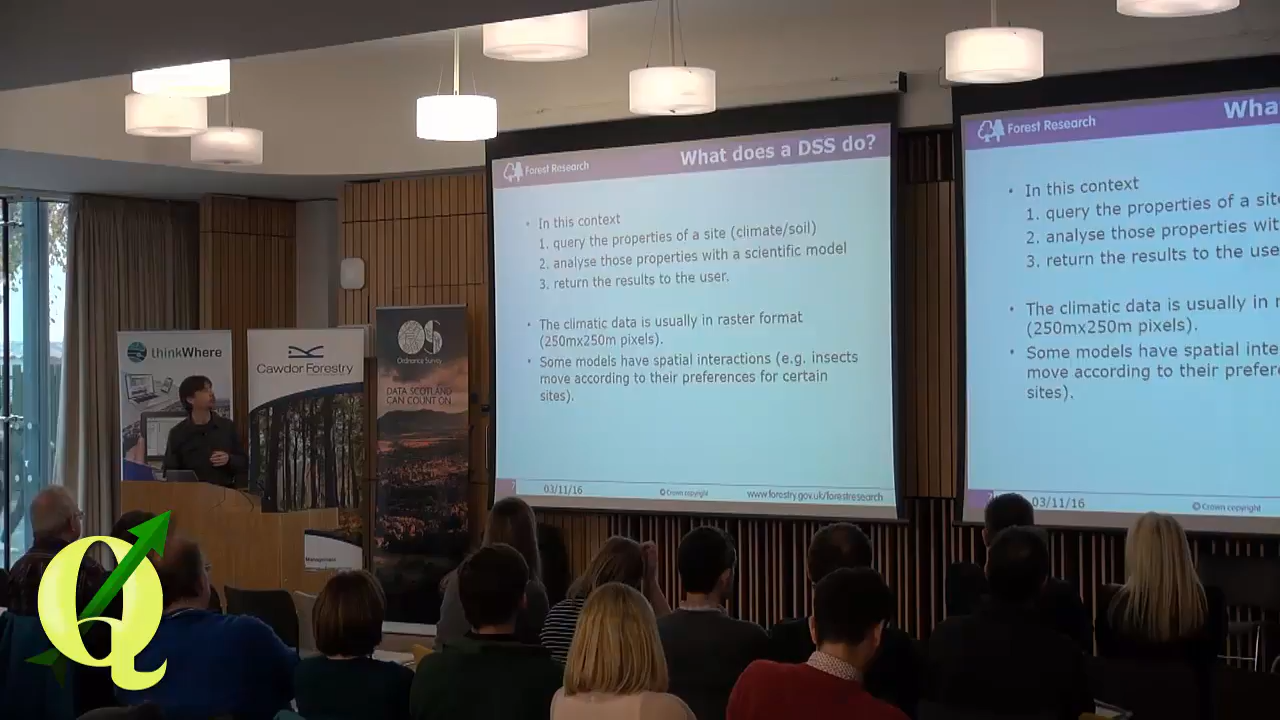 thinkWhere
Cawdor Forestry
OS
Ordnance Survey
DATA SCOTLAND
CAN COUNT ON
Management
Forest Research
What does a DSS do?
• In this context
1. query the properties of a site (climate/soil)
2. analyse those properties with a scientific model
3. return the results to the user.
• The climatic data is usually in raster format
(250mx250m pixels).
• Some models have spatial interactions (e.g. insects
move according to their preferences for certain
sites).
03/11/16
© Crown copyright
www.forestry.gov.uk/forestresearch
Forest Research
Wha
• In this context
1. query the properties of a site
2. analyse those properties wit
3. return the results to the use
• The climatic data is usually in r
(250mx250m pixels).
• Some models have spatial inte
move according to their prefer
sites).
03/11/16
© Crown copyright
Q